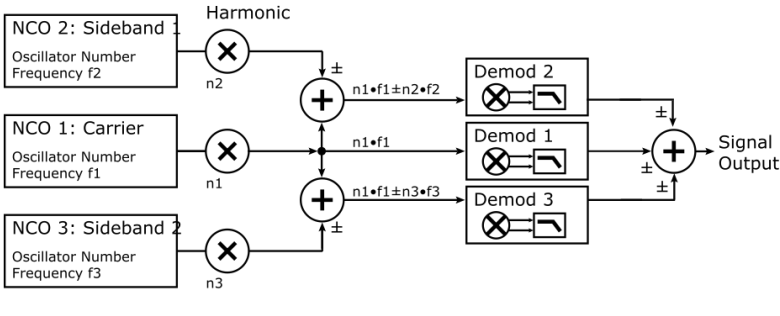 Harmonic
NCO 2: Sideband 1
Oscillator Number
Frequency f2
n2
±
n1•f1±n2•f2
Demod 2
±
NCO 1: Carrier
Oscillator Number
Frequency f1
n1
n1•f1
Demod 1
±
Signal
Output
NCO 3: Sideband 2
Oscillator Number
Frequency f3
n3
±
n1•f1±n3•f3
Demod 3
±